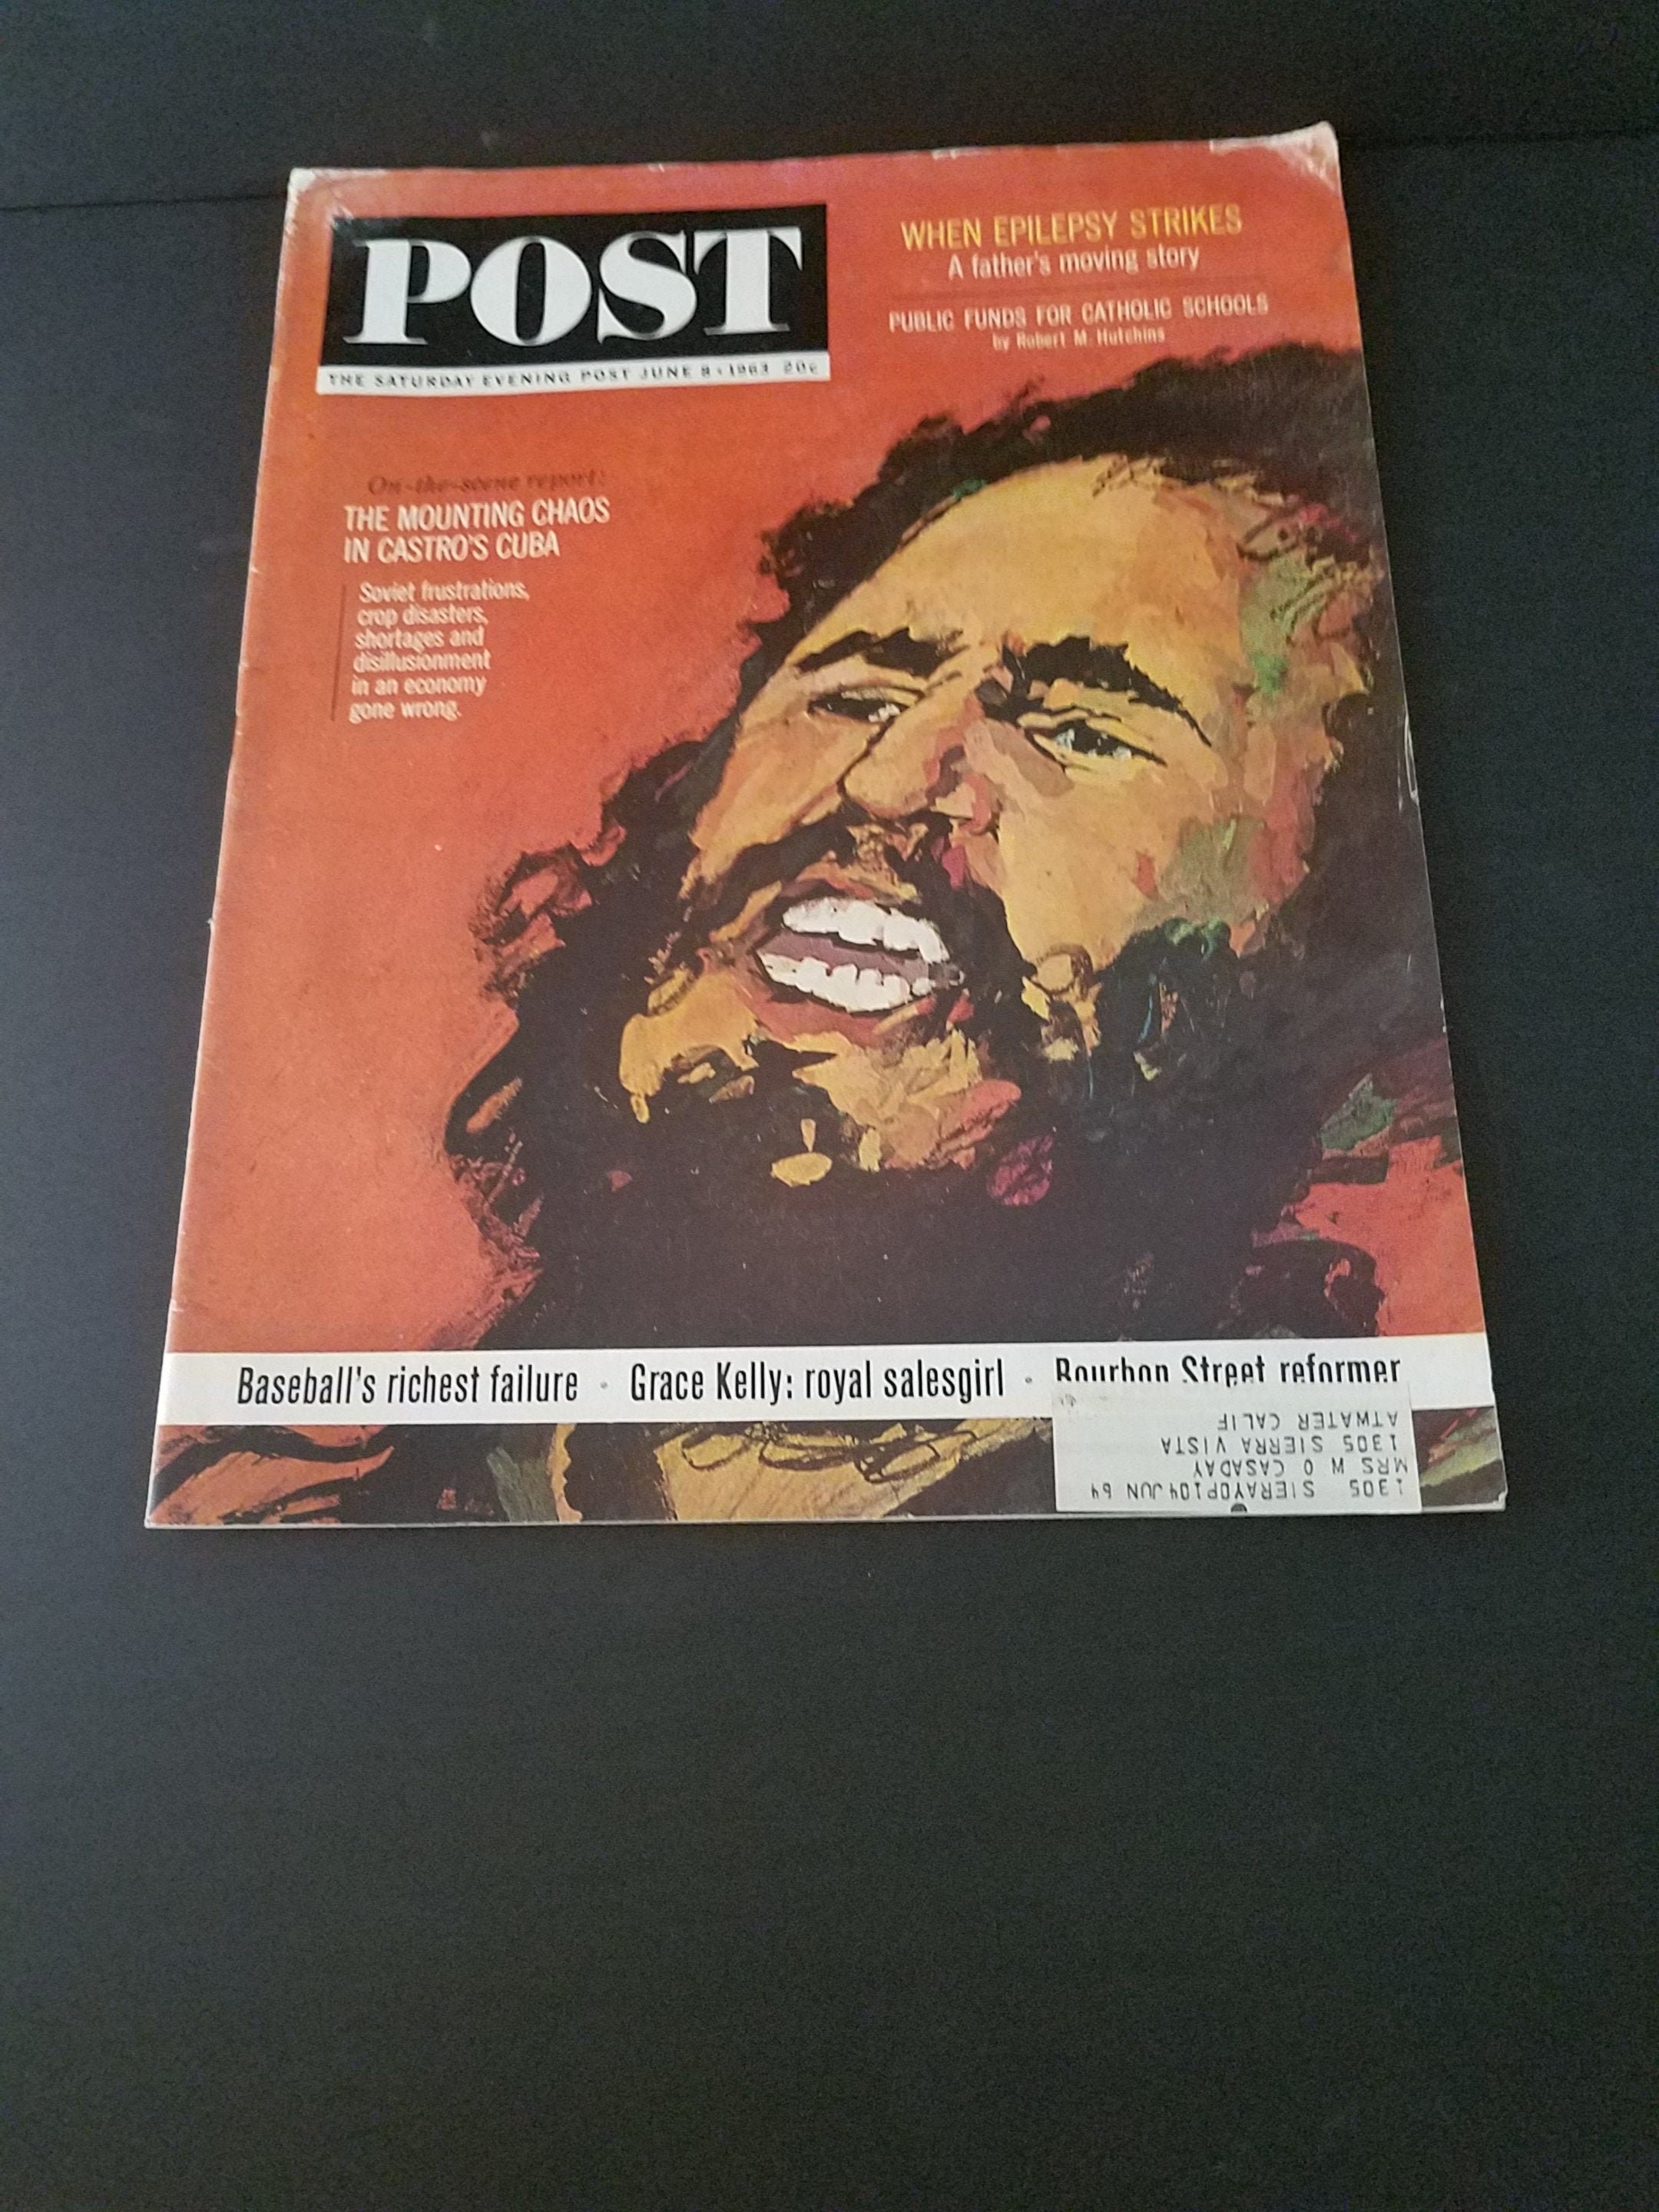 POST
THE SATURDAY EVENING POST JUNE 8 · 1963 20c
WHEN EPILEPSY STRIKES
A father's moving story
PUBLIC FUNDS FOR CATHOLIC SCHOOLS
by Robert M. Hutchins
On-the-scene report:
THE MOUNTING CHAOS
IN CASTRO'S CUBA
Soviet frustrations,
crop disasters,
shortages and
disillusionment
in an economy
gone wrong.
Baseball's richest failure · Grace Kelly: royal salesgirl · Bourbon Street reformer
1305 SIERAYOP104JUN 64
MRS W O CASADAY
1305 SIERRA VISTA
ATWATER CALIF